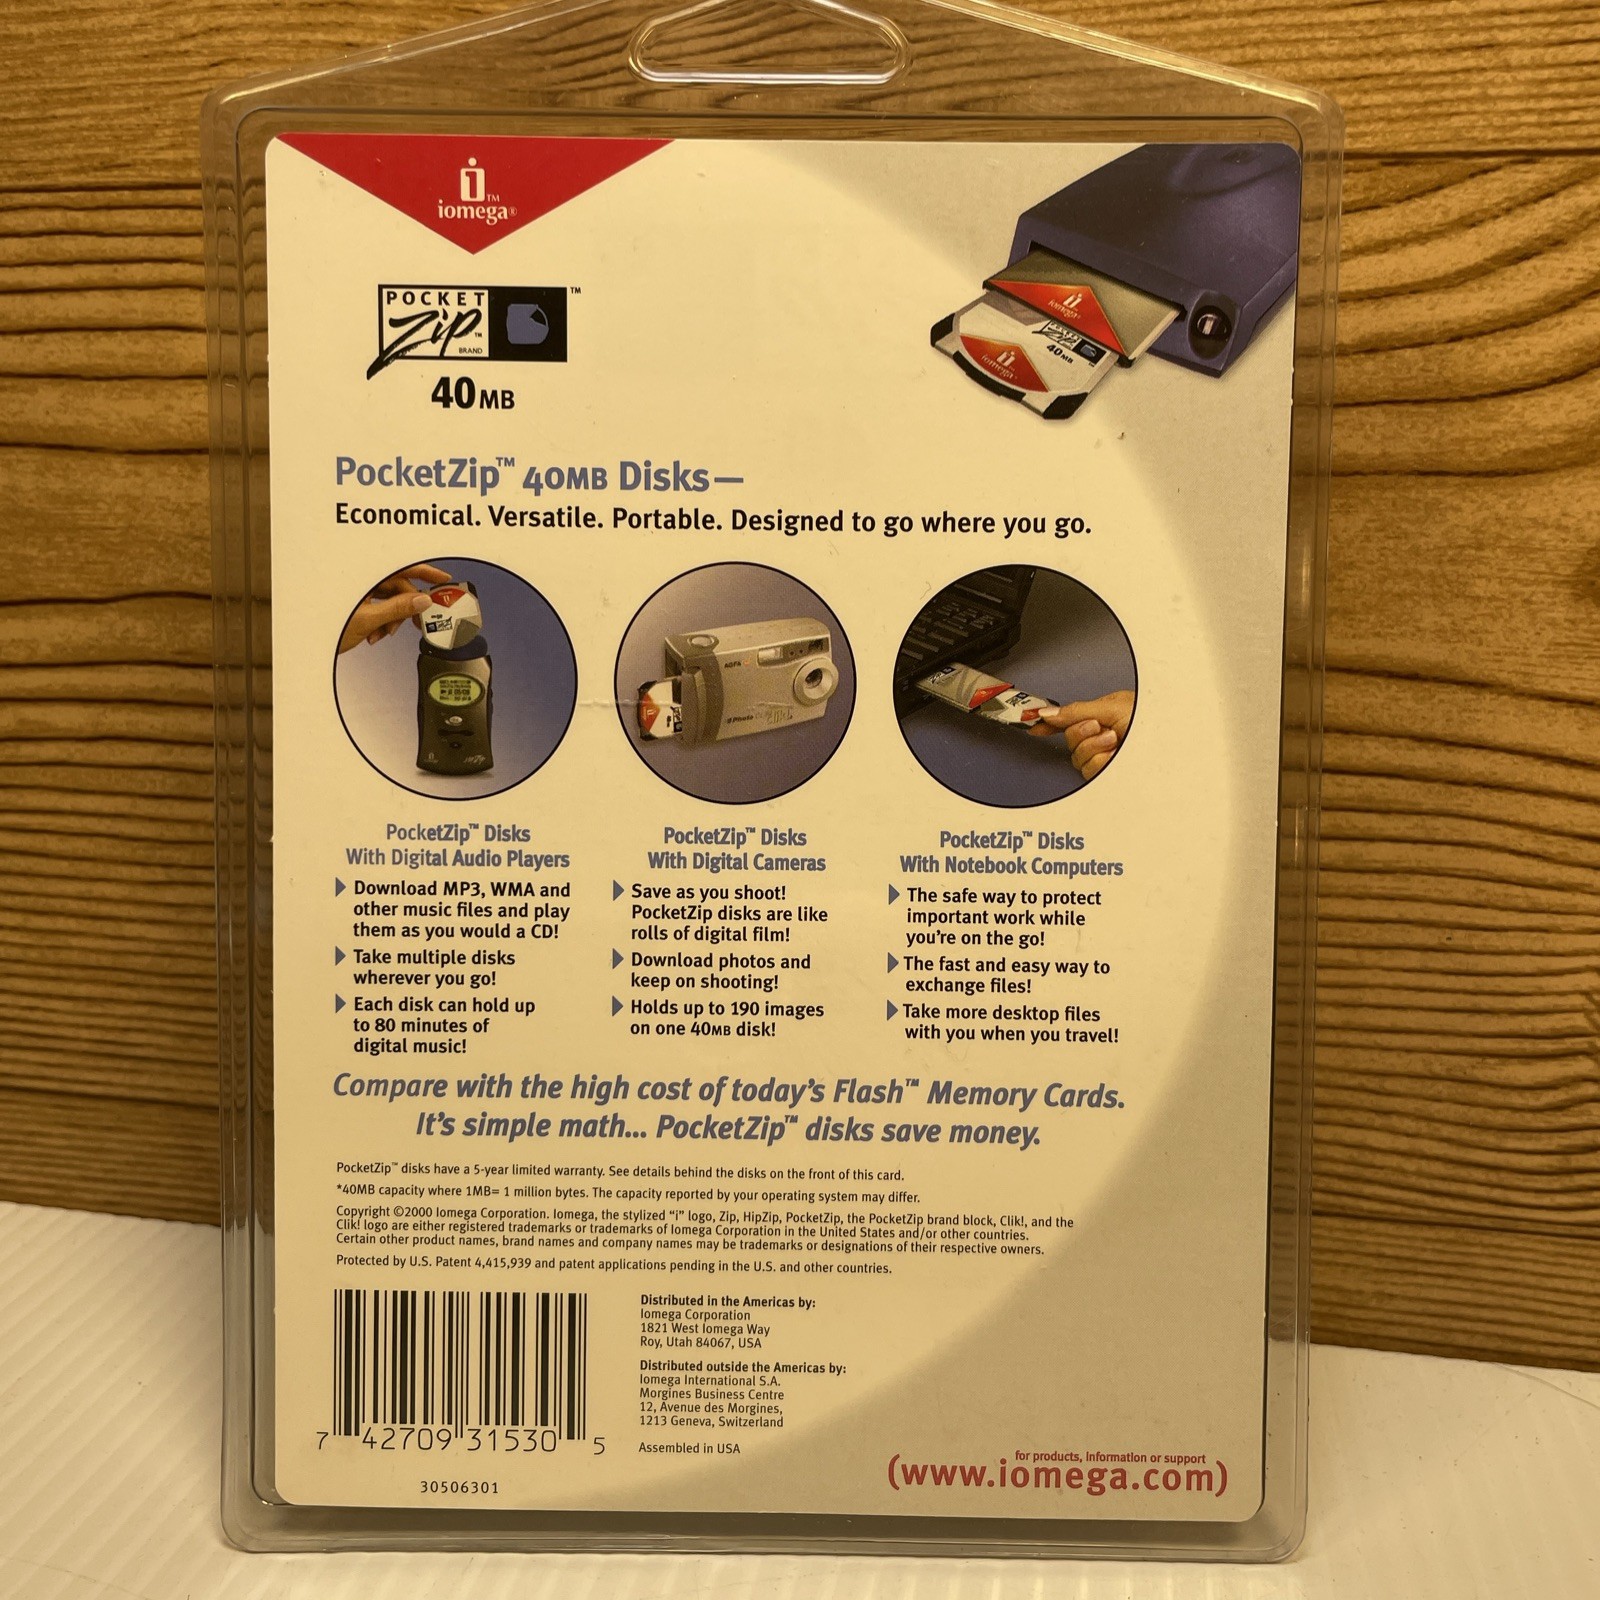 iomega®
POCKET
Zip™
BRAND
™
40MB
iomega
iomega
POCKET
Zip
40MB
PocketZip™ 40MB Disks—
Economical. Versatile. Portable. Designed to go where you go.
AGFA
PocketZip™ Disks
With Digital Audio Players
▶ Download MP3, WMA and
other music files and play
them as you would a CD!
▶ Take multiple disks
wherever you go!
▶ Each disk can hold up
to 80 minutes of
digital music!
PocketZip™ Disks
With Digital Cameras
▶ Save as you shoot!
PocketZip disks are like
rolls of digital film!
▶ Download photos and
keep on shooting!
▶ Holds up to 190 images
on one 40MB disk!
PocketZip™ Disks
With Notebook Computers
▶ The safe way to protect
important work while
you're on the go!
▶ The fast and easy way to
exchange files!
▶ Take more desktop files
with you when you travel!
Compare with the high cost of today's Flash™ Memory Cards.
It's simple math... PocketZip™ disks save money.
PocketZip™ disks have a 5-year limited warranty. See details behind the disks on the front of this card.
*40MB capacity where 1MB= 1 million bytes. The capacity reported by your operating system may differ.
Copyright ©2000 Iomega Corporation. Iomega, the stylized “i” logo, Zip, HipZip, PocketZip, the PocketZip brand block, Clik!, and the
Clik! logo are either registered trademarks or trademarks of Iomega Corporation in the United States and/or other countries.
Certain other product names, brand names and company names may be trademarks or designations of their respective owners.
Protected by U.S. Patent 4,415,939 and patent applications pending in the U.S. and other countries.
7 42709 31530 5
30506301
Distributed in the Americas by:
Iomega Corporation
1821 West Iomega Way
Roy, Utah 84067, USA
Distributed outside the Americas by:
Iomega International S.A.
Morgines Business Centre
12, Avenue des Morgines,
1213 Geneva, Switzerland
Assembled in USA
for products, information or support
(www.iomega.com)